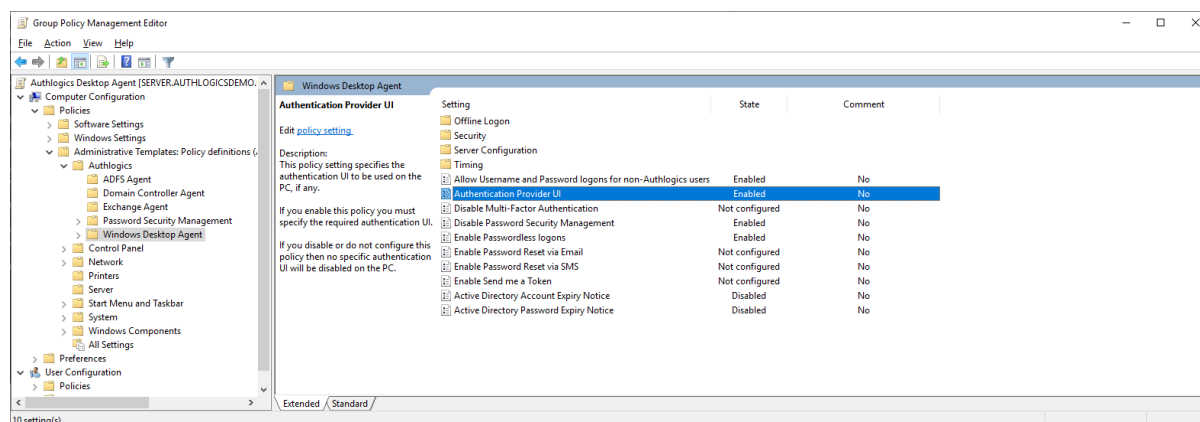 Group Policy Management Editor
File Action View Help
Authlogics Desktop Agent [SERVER.AUTHLOGICSDEMO.
Computer Configuration
Policies
Software Settings
Windows Settings
Administrative Templates: Policy definitions (
Authlogics
ADFS Agent
Domain Controller Agent
Exchange Agent
Password Security Management
Windows Desktop Agent
Control Panel
Network
Printers
Server
Start Menu and Taskbar
System
Windows Components
All Settings
Preferences
User Configuration
Policies
Windows Desktop Agent
Authentication Provider UI
Edit policy setting
Description:
This policy setting specifies the
authentication UI to be used on the
PC, if any.
If you enable this policy you must
specify the required authentication UI.
If you disable or do not configure this
policy then no specific authentication
UI will be disabled on the PC.
Setting State Comment
Offline Logon
Security
Server Configuration
Timing
Allow Username and Password logons for non-Authlogics users Enabled No
Authentication Provider UI Enabled No
Disable Multi-Factor Authentication Not configured No
Disable Password Security Management Enabled No
Enable Passwordless logons Enabled No
Enable Password Reset via Email Not configured No
Enable Password Reset via SMS Not configured No
Enable Send me a Token Not configured No
Active Directory Account Expiry Notice Disabled No
Active Directory Password Expiry Notice Disabled No
Extended Standard
10 setting(s)